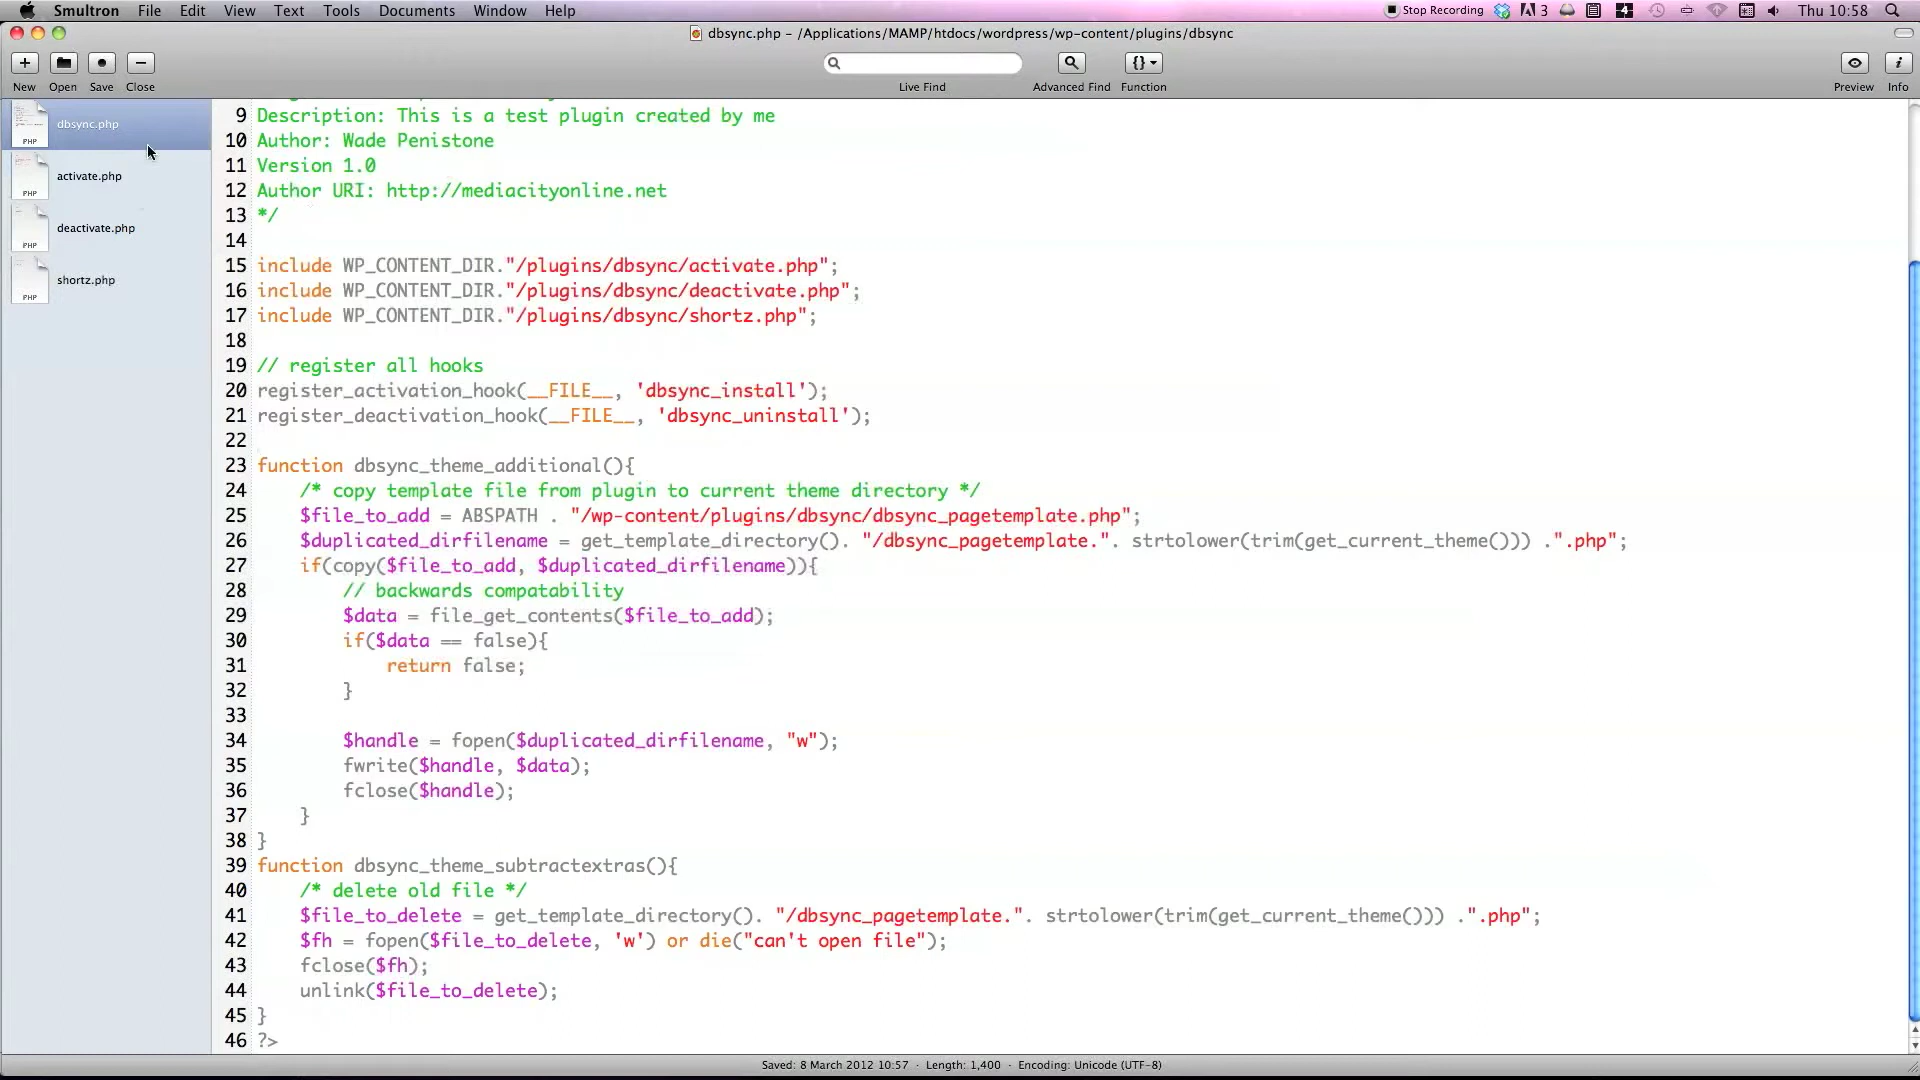 Smultron File Edit View Text Tools Documents Window Help Stop Recording 3 4 Thu 10:58
dbsync.php – /Applications/MAMP/htdocs/wordpress/wp-content/plugins/dbsync
New Open Save Close Live Find Advanced Find Function Preview Info
dbsync.php
PHP
activate.php
PHP
deactivate.php
PHP
shortz.php
PHP
9 Description: This is a test plugin created by me
10 Author: Wade Penistone
11 Version 1.0
12 Author URI: http://mediacityonline.net
13 */
14
15 include WP_CONTENT_DIR."/plugins/dbsync/activate.php";
16 include WP_CONTENT_DIR."/plugins/dbsync/deactivate.php";
17 include WP_CONTENT_DIR."/plugins/dbsync/shortz.php";
18
19 // register all hooks
20 register_activation_hook(__FILE__, 'dbsync_install');
21 register_deactivation_hook(__FILE__, 'dbsync_uninstall');
22
23 function dbsync_theme_additional(){
24 /* copy template file from plugin to current theme directory */
25 $file_to_add = ABSPATH . "/wp-content/plugins/dbsync/dbsync_pagetemplate.php";
26 $duplicated_dirfilename = get_template_directory(). "/dbsync_pagetemplate.". strtolower(trim(get_current_theme())) .".php";
27 if(copy($file_to_add, $duplicated_dirfilename)){
28 // backwards compatability
29 $data = file_get_contents($file_to_add);
30 if($data == false){
31 return false;
32 }
33
34 $handle = fopen($duplicated_dirfilename, "w");
35 fwrite($handle, $data);
36 fclose($handle);
37 }
38 }
39 function dbsync_theme_subtractextras(){
40 /* delete old file */
41 $file_to_delete = get_template_directory(). "/dbsync_pagetemplate.". strtolower(trim(get_current_theme())) .".php";
42 $fh = fopen($file_to_delete, 'w') or die("can't open file");
43 fclose($fh);
44 unlink($file_to_delete);
45 }
46 ?>
Saved: 8 March 2012 10:57 · Length: 1,400 · Encoding: Unicode (UTF-8)